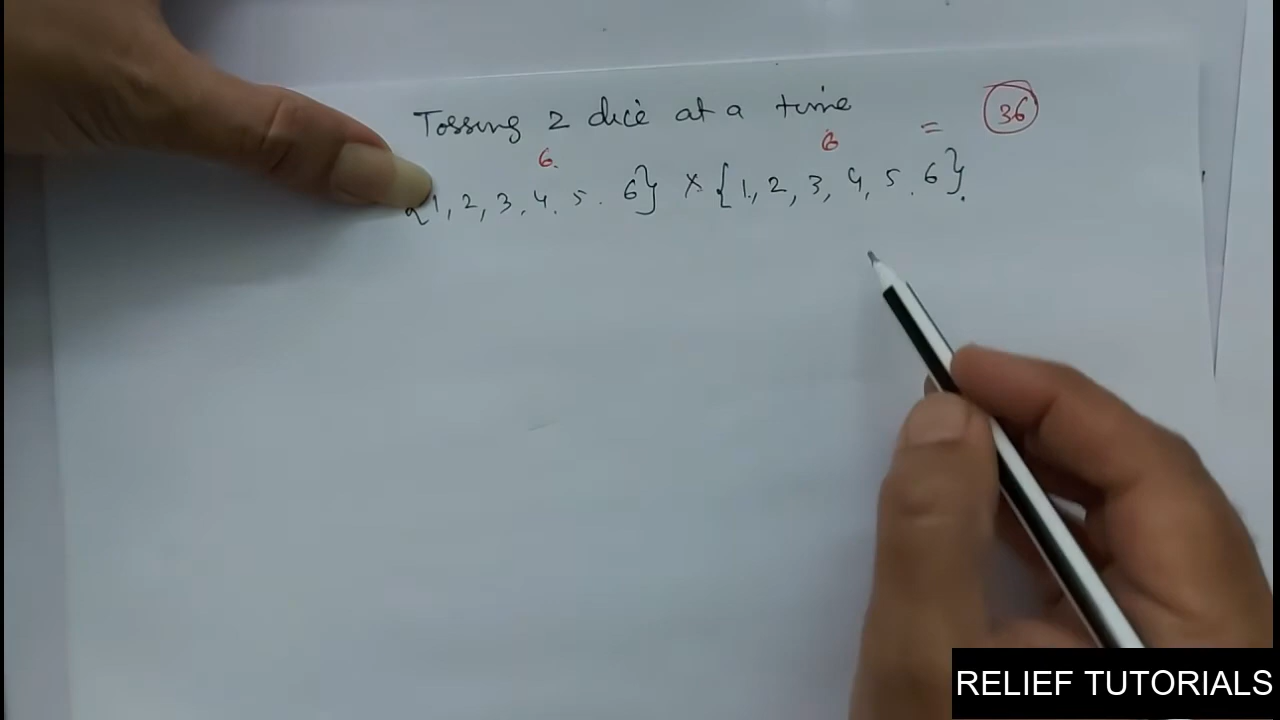 Tossing 2 dice at a time = 36
6. 6
{1, 2, 3, 4, 5. 6} × {1, 2, 3, 4, 5. 6}.
RELIEF TUTORIALS